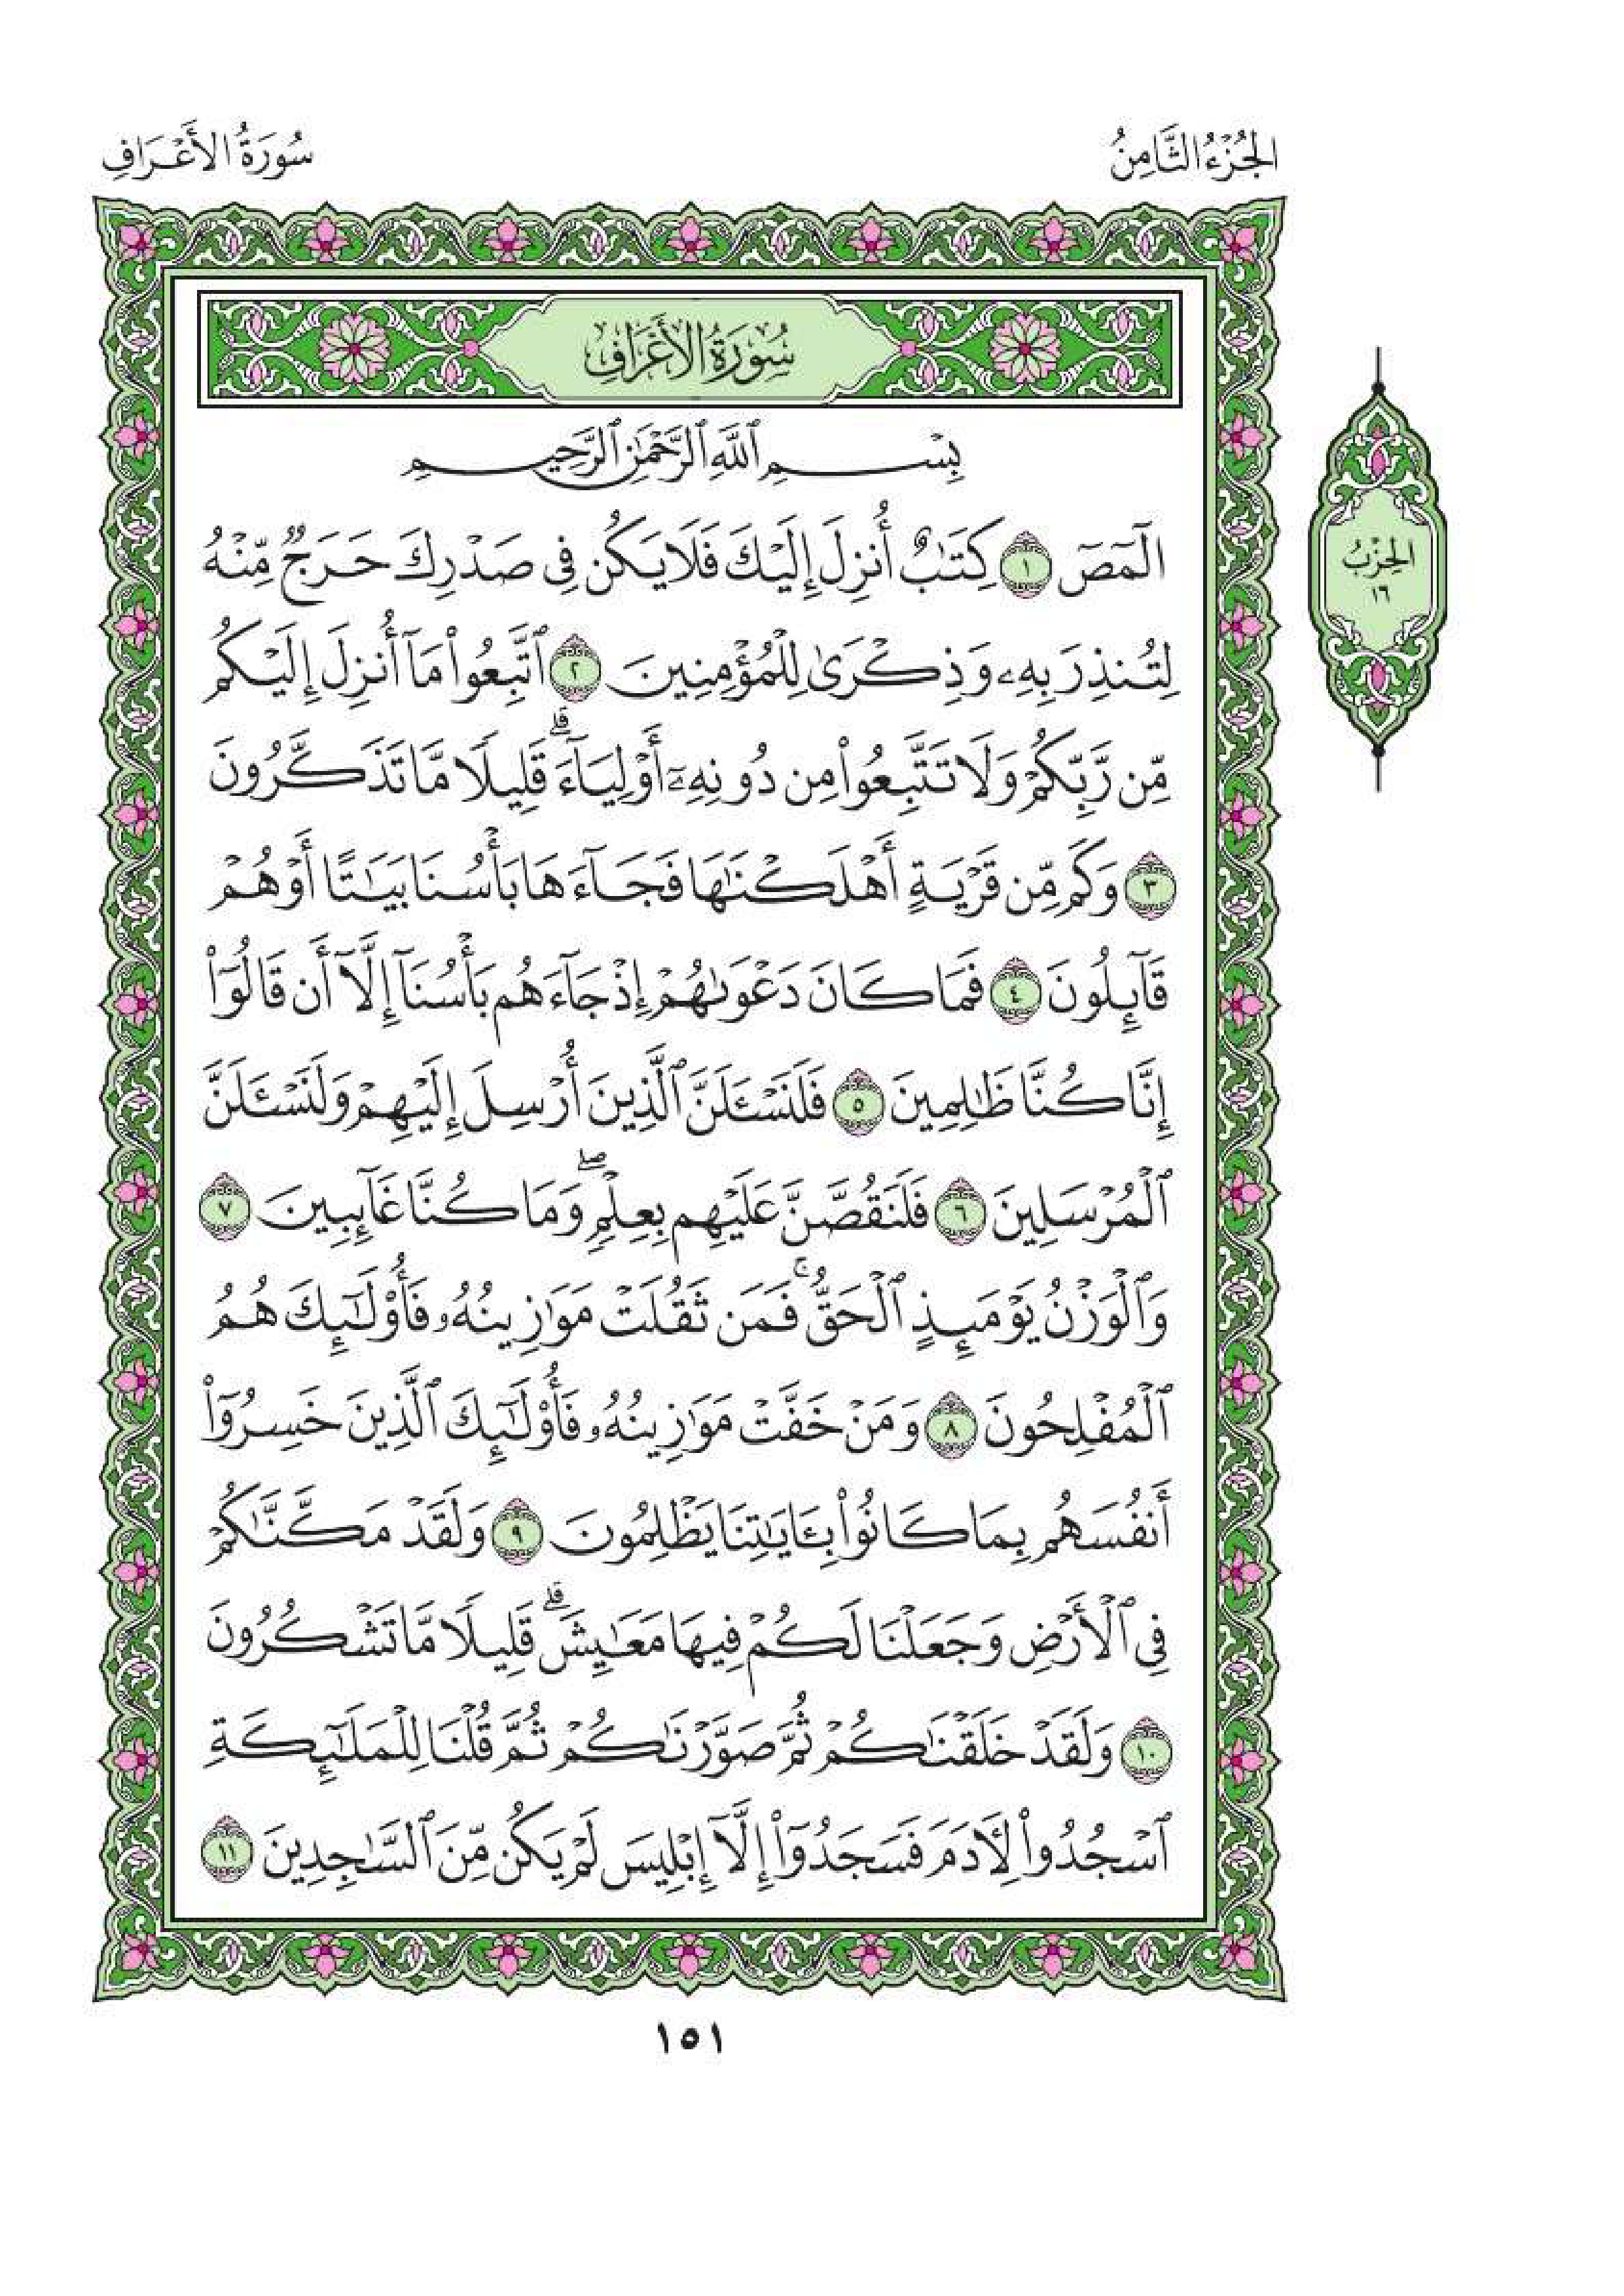 الجُزْءُ الثَّامِنُ
سُورَةُ الأَعْرَافِ
سُورَةُ الأَعْرَافِ
بِسْمِ ٱللَّهِ ٱلرَّحْمَٰنِ ٱلرَّحِيمِ
الٓمٓصٓ ١ كِتَٰبٌ أُنزِلَ إِلَيْكَ فَلَا يَكُن فِى صَدْرِكَ حَرَجٌ مِّنْهُ
لِتُنذِرَ بِهِۦ وَذِكْرَىٰ لِلْمُؤْمِنِينَ ٢ ٱتَّبِعُوا۟ مَآ أُنزِلَ إِلَيْكُم
مِّن رَّبِّكُمْ وَلَا تَتَّبِعُوا۟ مِن دُونِهِۦٓ أَوْلِيَآءَ ۗ قَلِيلًا مَّا تَذَكَّرُونَ
٣ وَكَم مِّن قَرْيَةٍ أَهْلَكْنَٰهَا فَجَآءَهَا بَأْسُنَا بَيَٰتًا أَوْ هُمْ
قَآئِلُونَ ٤ فَمَا كَانَ دَعْوَىٰهُمْ إِذْ جَآءَهُم بَأْسُنَآ إِلَّآ أَن قَالُوٓا۟
إِنَّا كُنَّا ظَٰلِمِينَ ٥ فَلَنَسْـَٔلَنَّ ٱلَّذِينَ أُرْسِلَ إِلَيْهِمْ وَلَنَسْـَٔلَنَّ
ٱلْمُرْسَلِينَ ٦ فَلَنَقُصَّنَّ عَلَيْهِم بِعِلْمٍ ۖ وَمَا كُنَّا غَآئِبِينَ ٧
وَٱلْوَزْنُ يَوْمَئِذٍ ٱلْحَقُّ ۚ فَمَن ثَقُلَتْ مَوَٰزِينُهُۥ فَأُو۟لَٰٓئِكَ هُمُ
ٱلْمُفْلِحُونَ ٨ وَمَنْ خَفَّتْ مَوَٰزِينُهُۥ فَأُو۟لَٰٓئِكَ ٱلَّذِينَ خَسِرُوٓا۟
أَنفُسَهُم بِمَا كَانُوا۟ بِـَٔايَٰتِنَا يَظْلِمُونَ ٩ وَلَقَدْ مَكَّنَّٰكُمْ
فِى ٱلْأَرْضِ وَجَعَلْنَا لَكُمْ فِيهَا مَعَٰيِشَ ۗ قَلِيلًا مَّا تَشْكُرُونَ
١٠ وَلَقَدْ خَلَقْنَٰكُمْ ثُمَّ صَوَّرْنَٰكُمْ ثُمَّ قُلْنَا لِلْمَلَٰٓئِكَةِ
ٱسْجُدُوا۟ لِـَٔادَمَ فَسَجَدُوٓا۟ إِلَّآ إِبْلِيسَ لَمْ يَكُن مِّنَ ٱلسَّٰجِدِينَ ١١
الحِزْبُ
١٦
١٥١